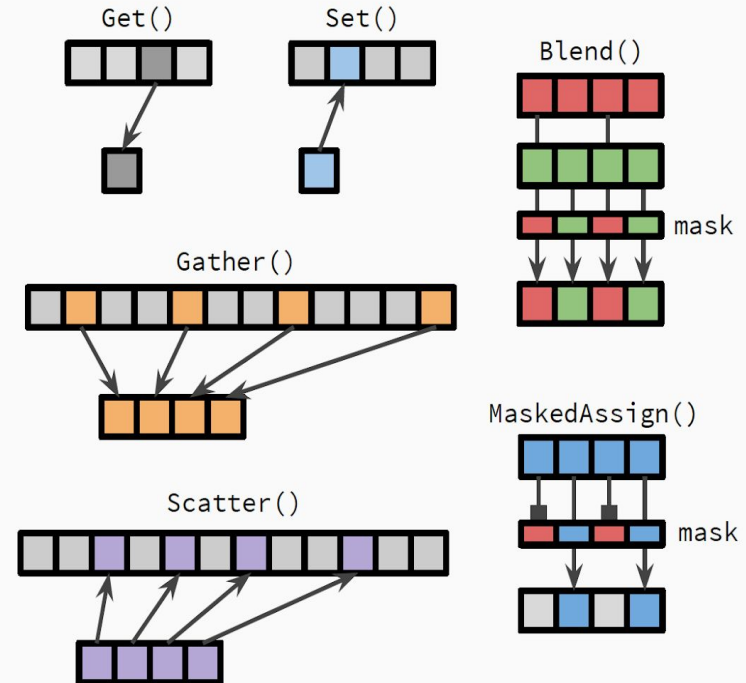 Get()
Set()
Blend()
mask
Gather()
MaskedAssign()
mask
Scatter()